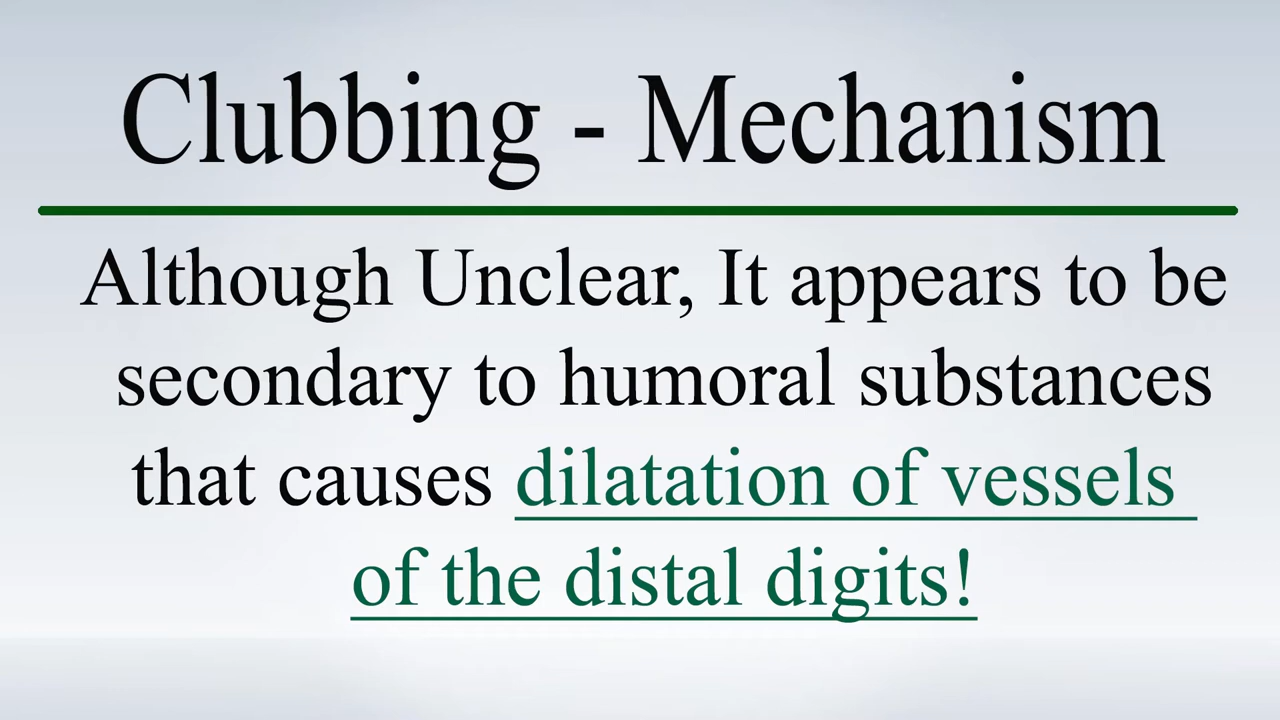 Clubbing - Mechanism
Although Unclear, It appears to be
secondary to humoral substances
that causes dilatation of vessels
of the distal digits!